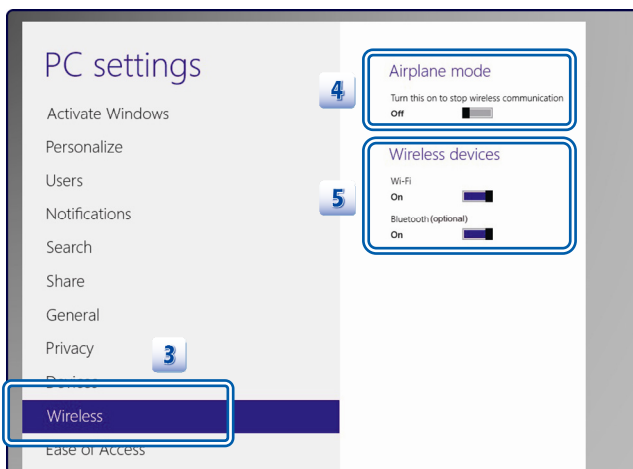 PC settings
Activate Windows
Personalize
Users
Notifications
Search
Share
General
Privacy
3
Devices
Wireless
Ease of Access
4
Airplane mode
Turn this on to stop wireless communication
Off
5
Wireless devices
Wi-Fi
On
Bluetooth (optional)
On